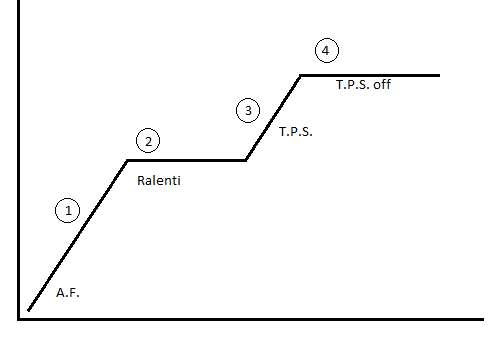 4
T.P.S. off
3
T.P.S.
2
Ralenti
1
A.F.